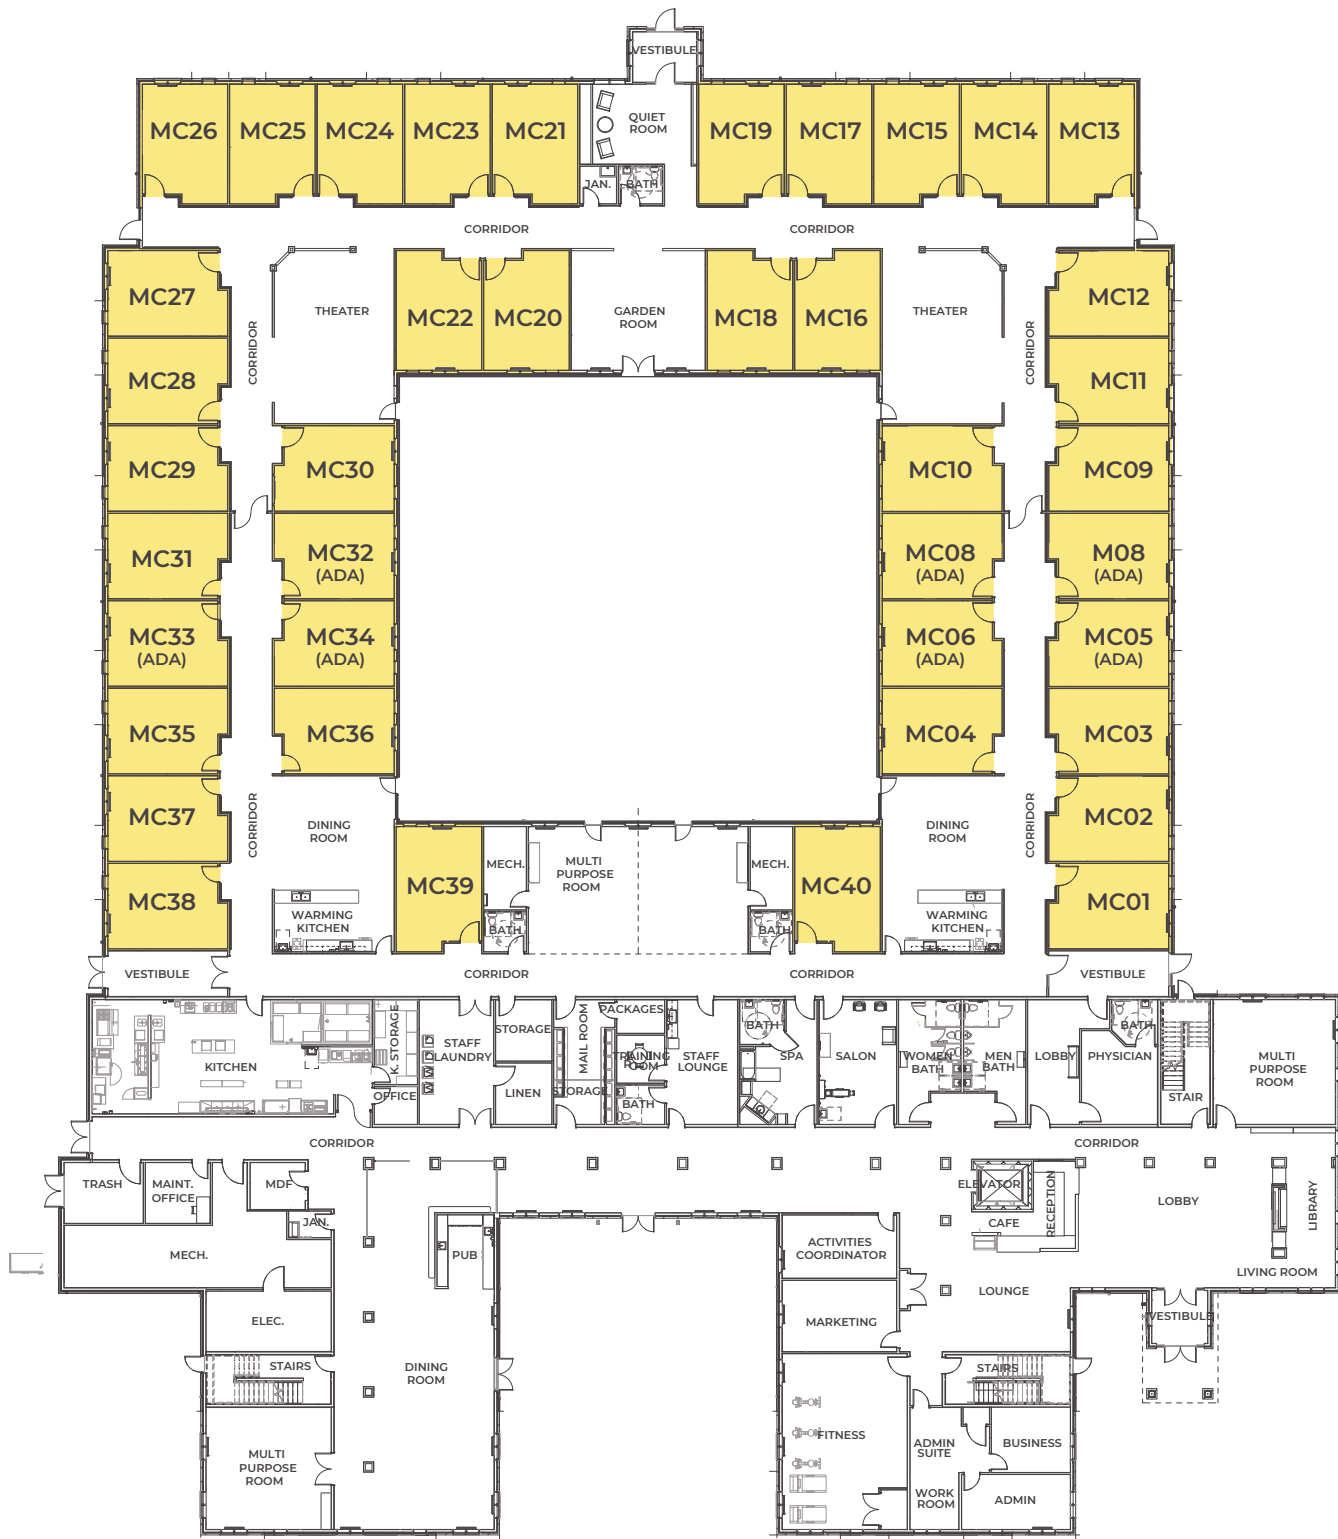 VESTIBULE
MC26
MC25
MC24
MC23
MC21
QUIET
ROOM
MC19
MC17
MC15
MC14
MC13
JAN.
BATH
CORRIDOR
CORRIDOR
MC27
THEATER
MC22
MC20
GARDEN
ROOM
MC18
MC16
THEATER
MC12
CORRIDOR
CORRIDOR
MC28
MC11
MC29
MC30
MC10
MC09
MC31
MC32
(ADA)
MC08
(ADA)
M08
(ADA)
MC33
(ADA)
MC34
(ADA)
MC06
(ADA)
MC05
(ADA)
MC35
MC36
MC04
MC03
MC37
CORRIDOR
DINING
ROOM
DINING
ROOM
CORRIDOR
MC02
MC38
MC39
MECH.
MULTI
PURPOSE
ROOM
MECH.
MC40
MC01
WARMING
KITCHEN
BATH
BATH
WARMING
KITCHEN
VESTIBULE
CORRIDOR
CORRIDOR
VESTIBULE
KITCHEN
K. STORAGE
OFFICE
STAFF
LAUNDRY
STORAGE
LINEN
MAIL ROOM
STORAGE
PACKAGES
TRAINING
ROOM
BATH
STAFF
LOUNGE
BATH
SPA
SALON
WOMEN
BATH
MEN
BATH
LOBBY
PHYSICIAN
BATH
STAIR
MULTI
PURPOSE
ROOM
CORRIDOR
CORRIDOR
TRASH
MAINT.
OFFICE
MDF
JAN.
MECH.
PUB
ELEVATOR
CAFE
RECEPTION
LOBBY
LIBRARY
LIVING ROOM
ACTIVITIES
COORDINATOR
LOUNGE
ELEC.
MARKETING
VESTIBULE
STAIRS
DINING
ROOM
STAIRS
MULTI
PURPOSE
ROOM
FITNESS
ADMIN
SUITE
BUSINESS
WORK
ROOM
ADMIN